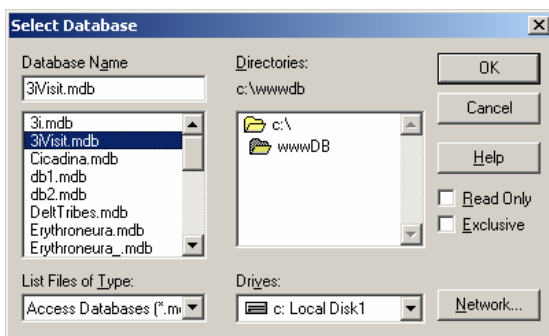 Select Database
Database Name
3iVisit.mdb
3i.mdb
3iVisit.mdb
Cicadina.mdb
db1.mdb
db2.mdb
DeltTribes.mdb
Erythroneura.mdb
Erythroneura_.mdb
List Files of Type:
Access Databases (*.m
Directories:
c:\wwwdb
c:\
wwwDB
Drives:
c: Local Disk1
OK
Cancel
Help
Read Only
Exclusive
Network...